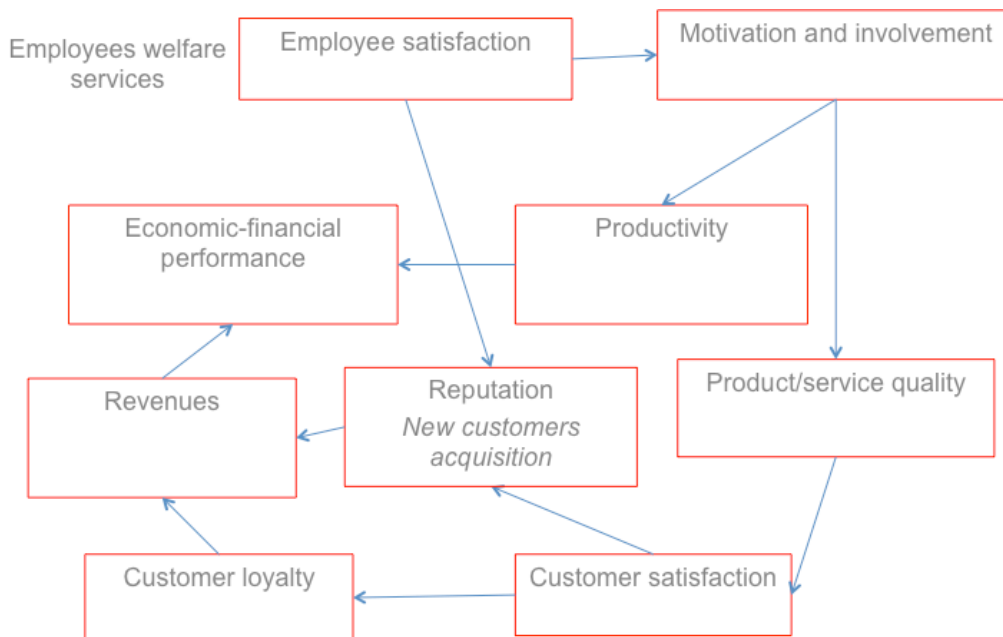 Employees welfare
services
Employee satisfaction
Motivation and involvement
Economic-financial
performance
Productivity
Revenues
Reputation
New customers
acquisition
Product/service quality
Customer loyalty
Customer satisfaction